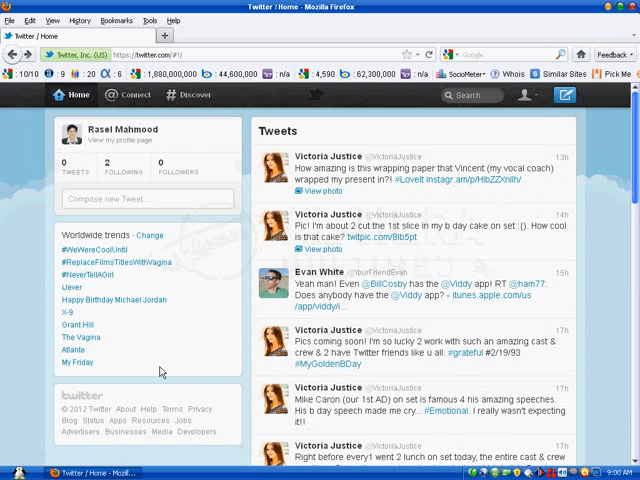 Twitter / Home - Mozilla Firefox
File Edit View History Bookmarks Tools Help
Twitter / Home
Twitter, Inc. (US) https://twitter.com/#!/ Google Feedback
: 10/10 : 9 : 20 : 6 : 1,880,000,000 : 44,600,000 : n/a : 4,590 : 62,300,000 : n/a SocioMeter Whois Similar Sites Pick Me
Home Connect Discover Search
Rasel Mahmood
View my profile page
0 2 0
TWEETS FOLLOWING FOLLOWERS
Compose new Tweet...
Worldwide trends · Change
#WeWereCoolUntil
#ReplaceFilmsTitlesWithVagina
#NeverTellAGirl
iJever
Happy Birthday Michael Jordan
X-9
Grant Hill
The Vagina
Atlante
My Friday
twitter
© 2012 Twitter About Help Terms Privacy
Blog Status Apps Resources Jobs
Advertisers Businesses Media Developers
Tweets
Victoria Justice @VictoriaJustice 13h
How amazing is this wrapping paper that Vincent (my vocal coach)
wrapped my present in?! #LoveIt
View photo
Victoria Justice @VictoriaJustice 14h
Pic! I'm about 2 cut the 1st slice in my b day cake on set :(). How cool
is that cake? twitpic.com/8lb5pt
View photo
Evan White @YourFriendEvan 15h
Yeah man! Even @BillCosby has the @Viddy app! RT @ham77:
Does anybody have the @Viddy app? - itunes.apple.com/us
/app/viddy/i...
Victoria Justice @VictoriaJustice 17h
Pics coming soon! I'm so lucky 2 work with such an amazing cast &
crew & 2 have Twitter friends like u all. #grateful #2/19/93
#MyGoldenBDay
Victoria Justice @VictoriaJustice 17h
Mike Caron (our 1st AD) on set is famous 4 his amazing speeches.
His b day speech made me cry... #Emotional. I really wasn't expecting
it!!
Victoria Justice @VictoriaJustice 17h
Right before every1 went 2 lunch on set today, the entire cast & crew
Twitter / Home - Mozill... 9:00 AM